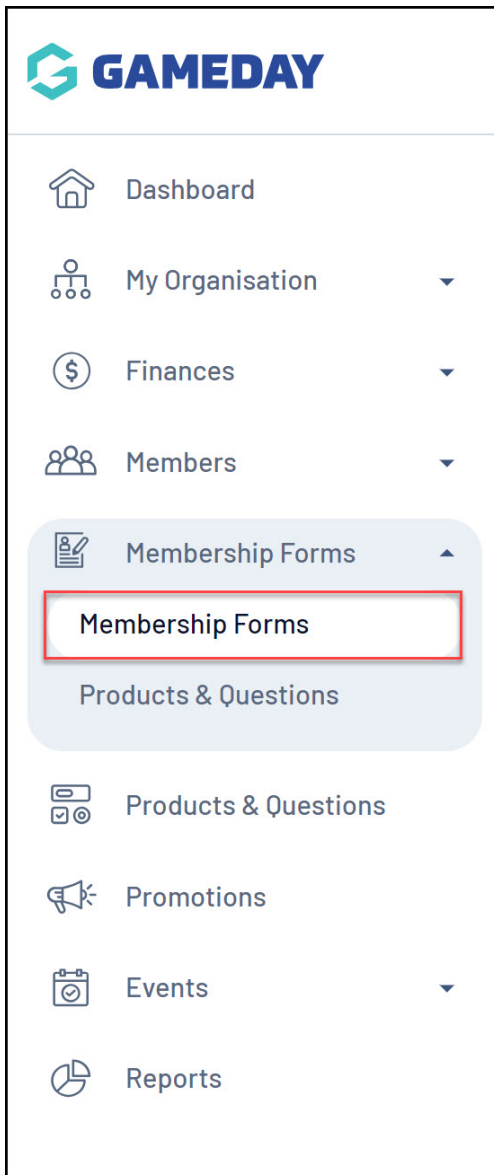 GAMEDAY
Dashboard
My Organisation
Finances
Members
Membership Forms
Membership Forms
Products & Questions
Products & Questions
Promotions
Events
Reports